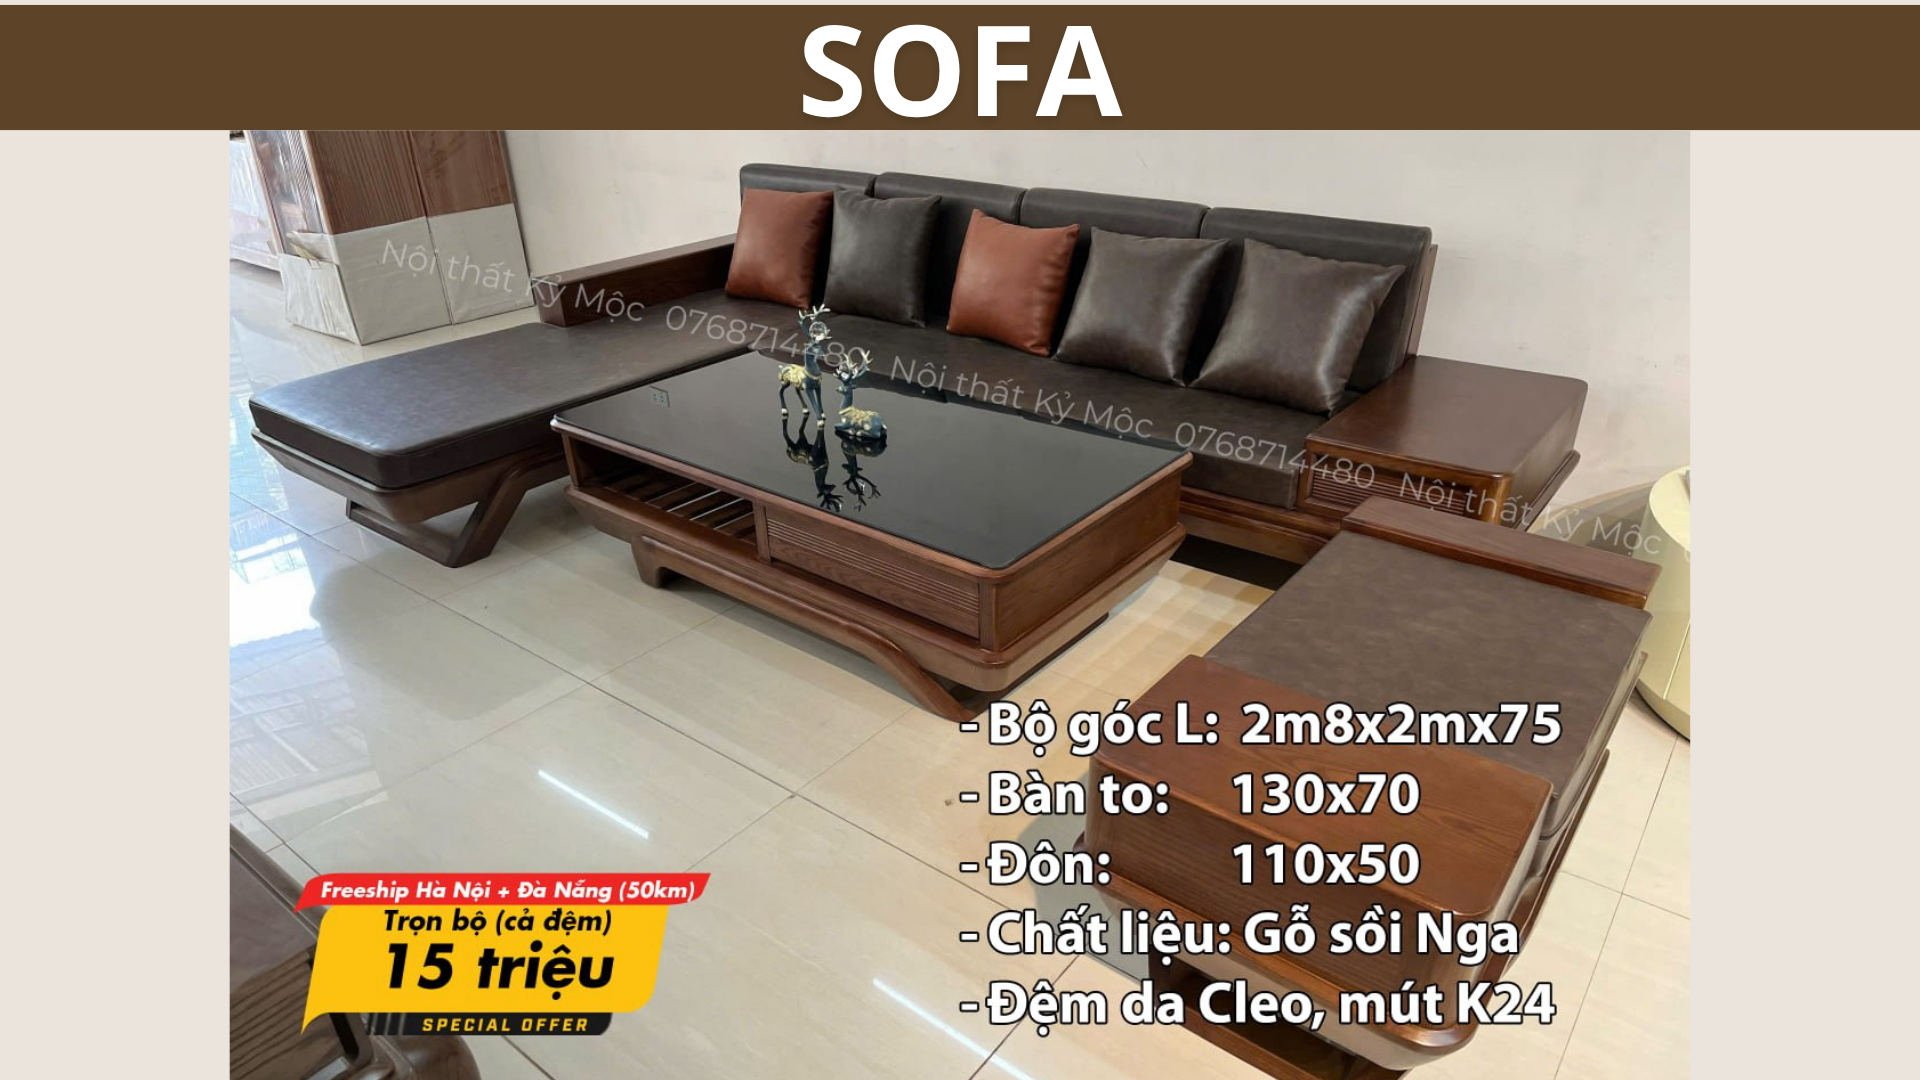 SOFA
Nội thất Kỷ Mộc 0768714480 Nội thất Kỷ Mộc 0768714480 Nội thất Kỷ Mộc
- Bộ góc L: 2m8x2mx75
- Bàn to: 130x70
- Đôn: 110x50
- Chất liệu: Gỗ sồi Nga
- Đệm da Cleo, mút K24
Freeship Hà Nội + Đà Nẵng (50km)
Trọn bộ (cả đệm)
15 triệu
SPECIAL OFFER